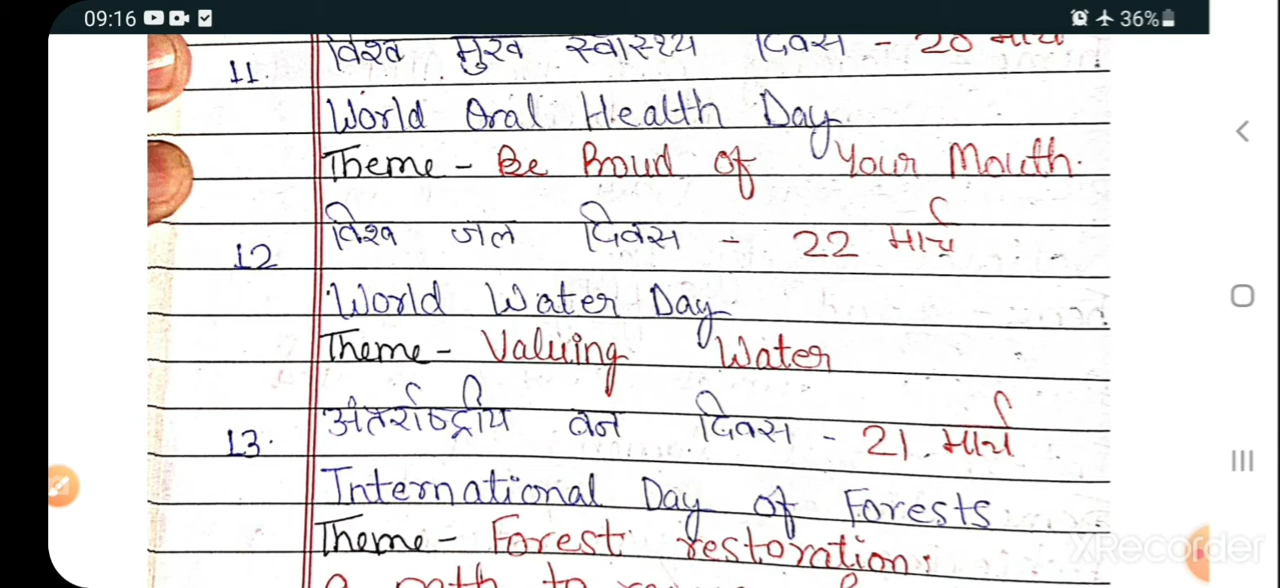 09:16 36%
11. विश्व मुख स्वास्थ्य दिवस - 20 मार्च
World Oral Health Day
Theme - Be Proud of Your Mouth.
12 विश्व जल दिवस - 22 मार्च
World Water Day
Theme - Valuing Water
13. अंतर्राष्ट्रीय वन दिवस - 21 मार्च
International Day of Forests
Theme - Forest restoration:
a path to
XRecorder